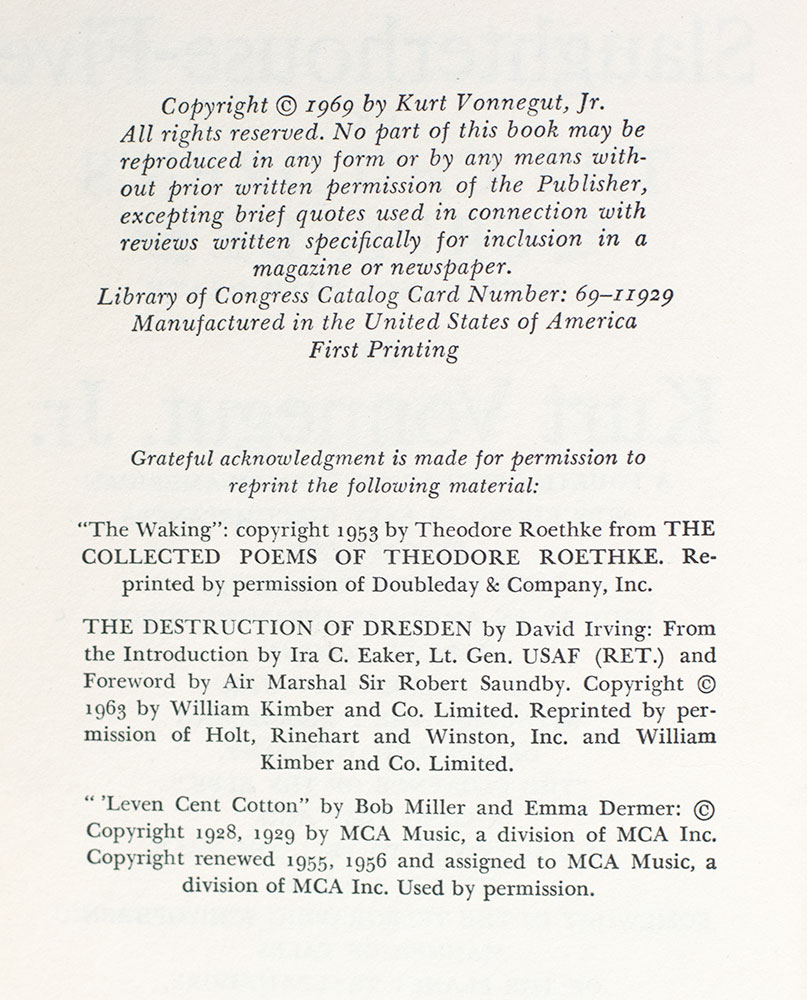 Copyright © 1969 by Kurt Vonnegut, Jr.
All rights reserved. No part of this book may be
reproduced in any form or by any means with-
out prior written permission of the Publisher,
excepting brief quotes used in connection with
reviews written specifically for inclusion in a
magazine or newspaper.
Library of Congress Catalog Card Number: 69–11929
Manufactured in the United States of America
First Printing
Grateful acknowledgment is made for permission to
reprint the following material:
“The Waking”: copyright 1953 by Theodore Roethke from THE
COLLECTED POEMS OF THEODORE ROETHKE. Re-
printed by permission of Doubleday & Company, Inc.
THE DESTRUCTION OF DRESDEN by David Irving: From
the Introduction by Ira C. Eaker, Lt. Gen. USAF (RET.) and
Foreword by Air Marshal Sir Robert Saundby. Copyright ©
1963 by William Kimber and Co. Limited. Reprinted by per-
mission of Holt, Rinehart and Winston, Inc. and William
Kimber and Co. Limited.
“ ’Leven Cent Cotton” by Bob Miller and Emma Dermer: ©
Copyright 1928, 1929 by MCA Music, a division of MCA Inc.
Copyright renewed 1955, 1956 and assigned to MCA Music, a
division of MCA Inc. Used by permission.